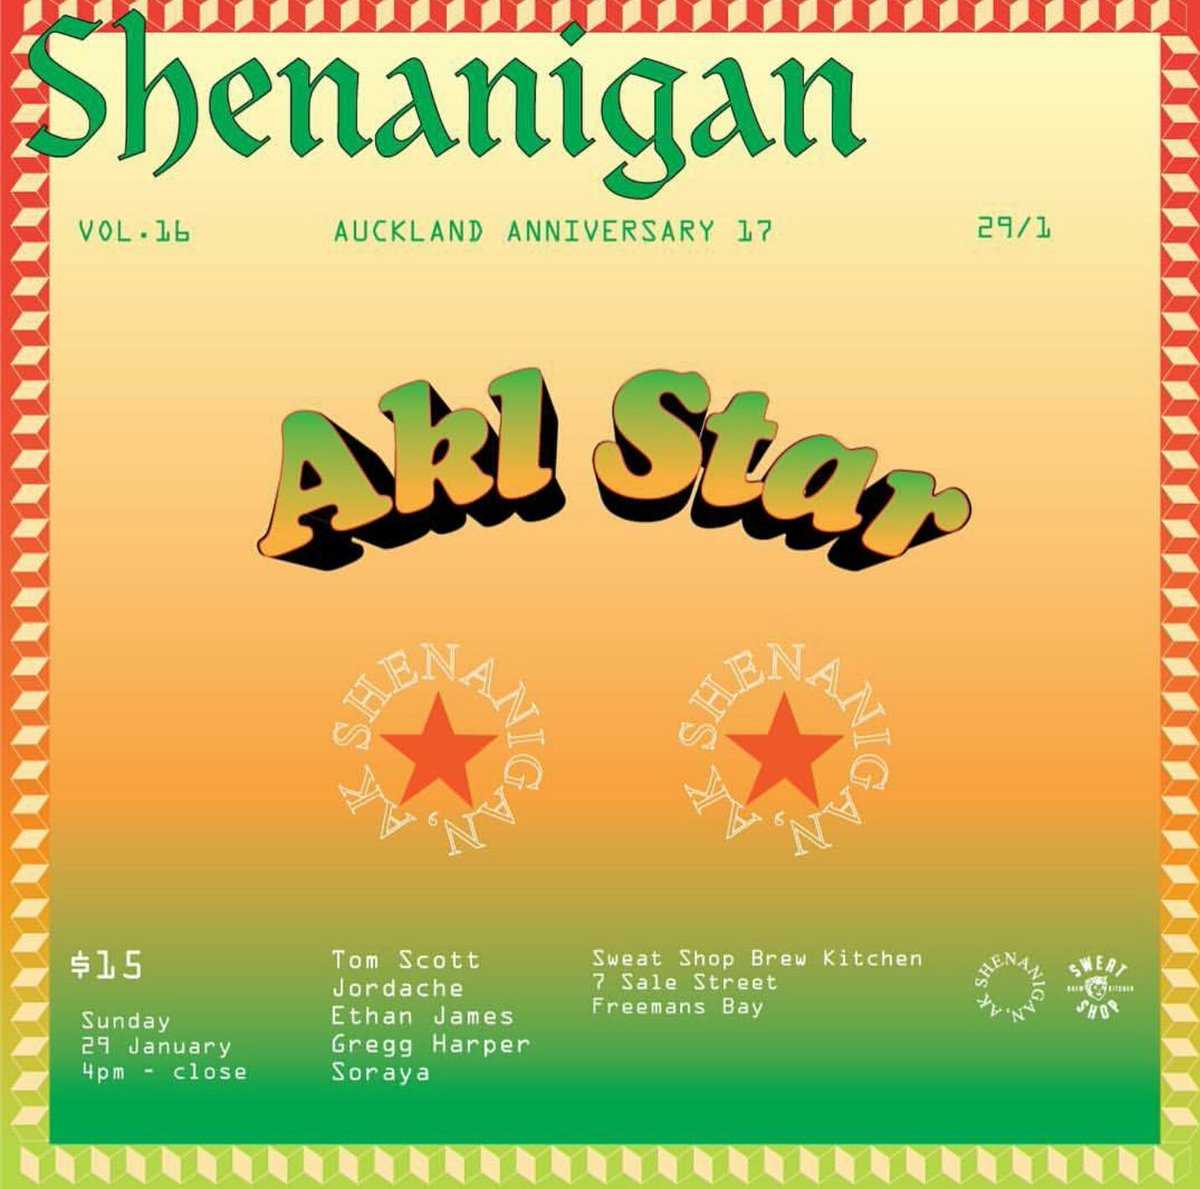 Shenanigan
VOL.16 AUCKLAND ANNIVERSARY 17 29/1
Akl Star
SHENANIGAN, AK
SHENANIGAN, AK
$15
Sunday
29 January
4pm - close
Tom Scott
Jordache
Ethan James
Gregg Harper
Soraya
Sweat Shop Brew Kitchen
7 Sale Street
Freemans Bay
SHENANIGAN, AK
SWEAT
BREW KITCHEN
SHOP